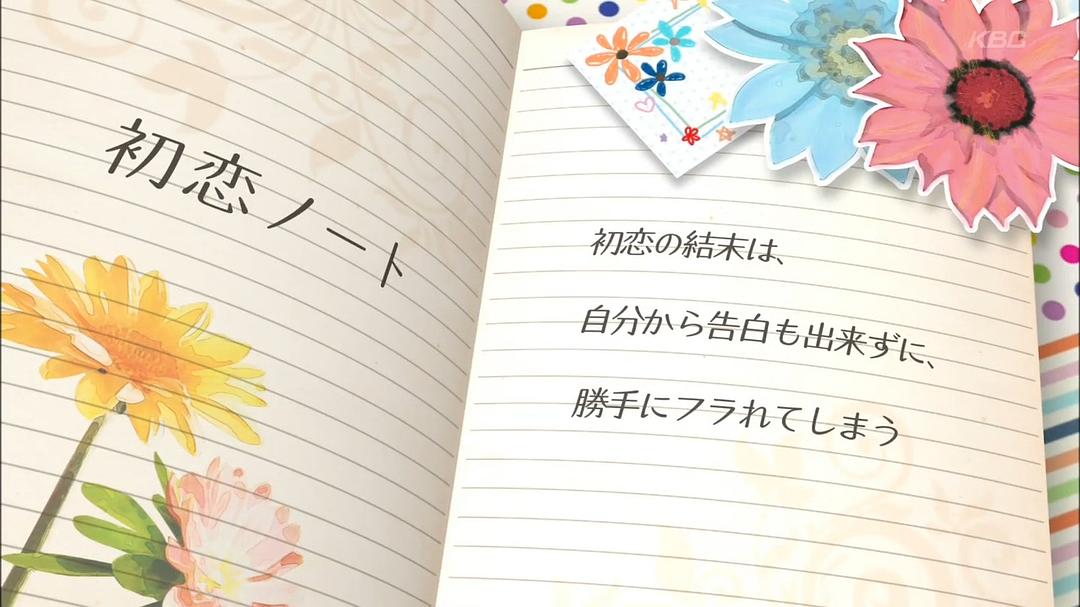 初恋ノート
KBC
初恋の結末は、
自分から告白も出来ずに、
勝手にフラれてしまう